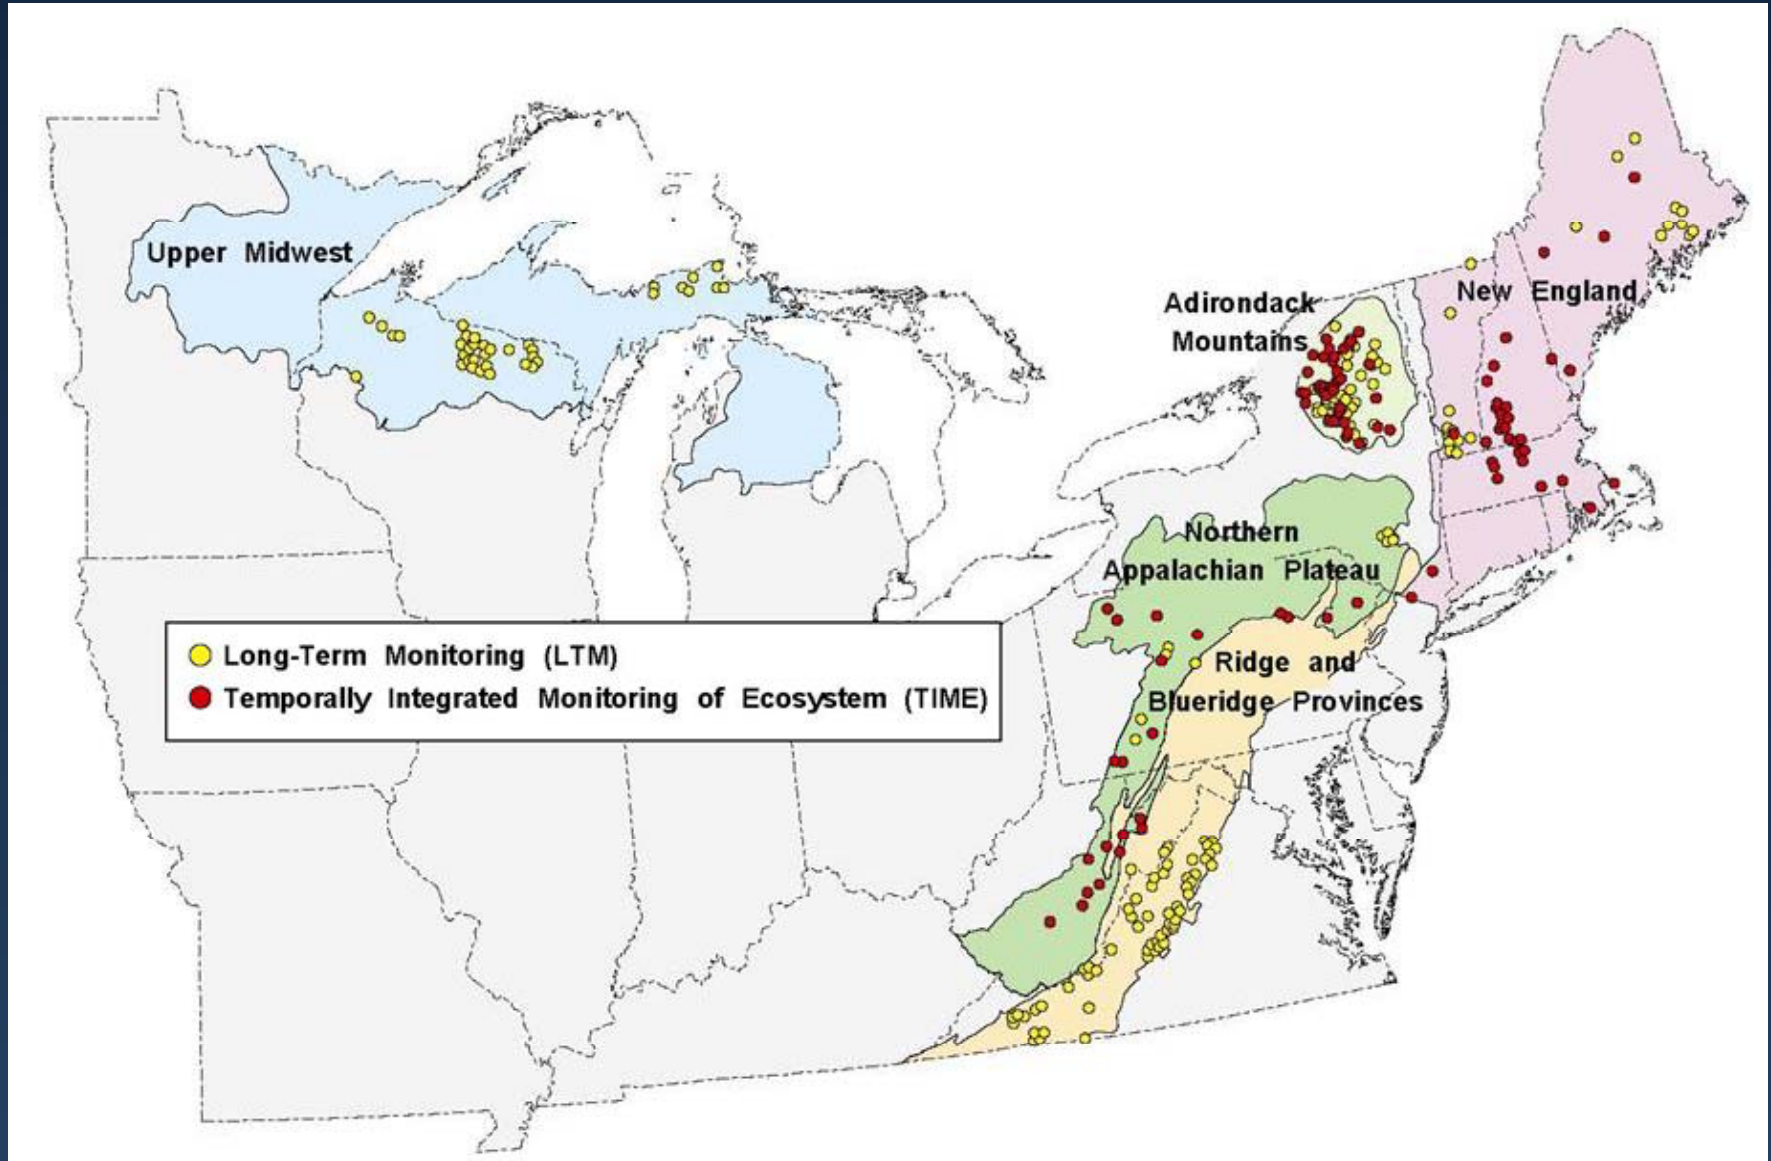 Upper Midwest
Adirondack
Mountains
New England
Northern
Appalachian Plateau
Ridge and
Blueridge Provinces
Long-Term Monitoring (LTM)
Temporally Integrated Monitoring of Ecosystem (TIME)